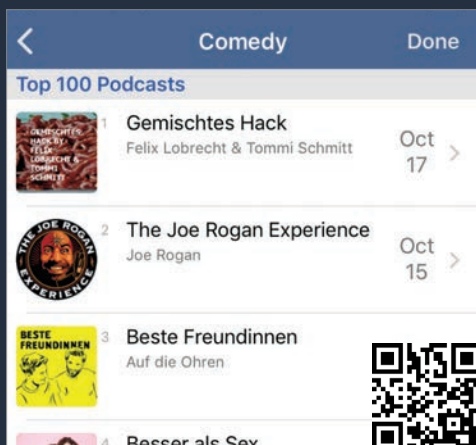 Comedy
Done
Top 100 Podcasts
GEMISCHTES
HACK BY
FELIX
LOBRECHT &
TOMMI
SCHMITT
1
Gemischtes Hack
Felix Lobrecht & Tommi Schmitt
Oct
17
THE JOE ROGAN
EXPERIENCE
2
The Joe Rogan Experience
Joe Rogan
Oct
15
BESTE
FREUNDINNEN
3
Beste Freundinnen
Auf die Ohren
4
Besser als Sex